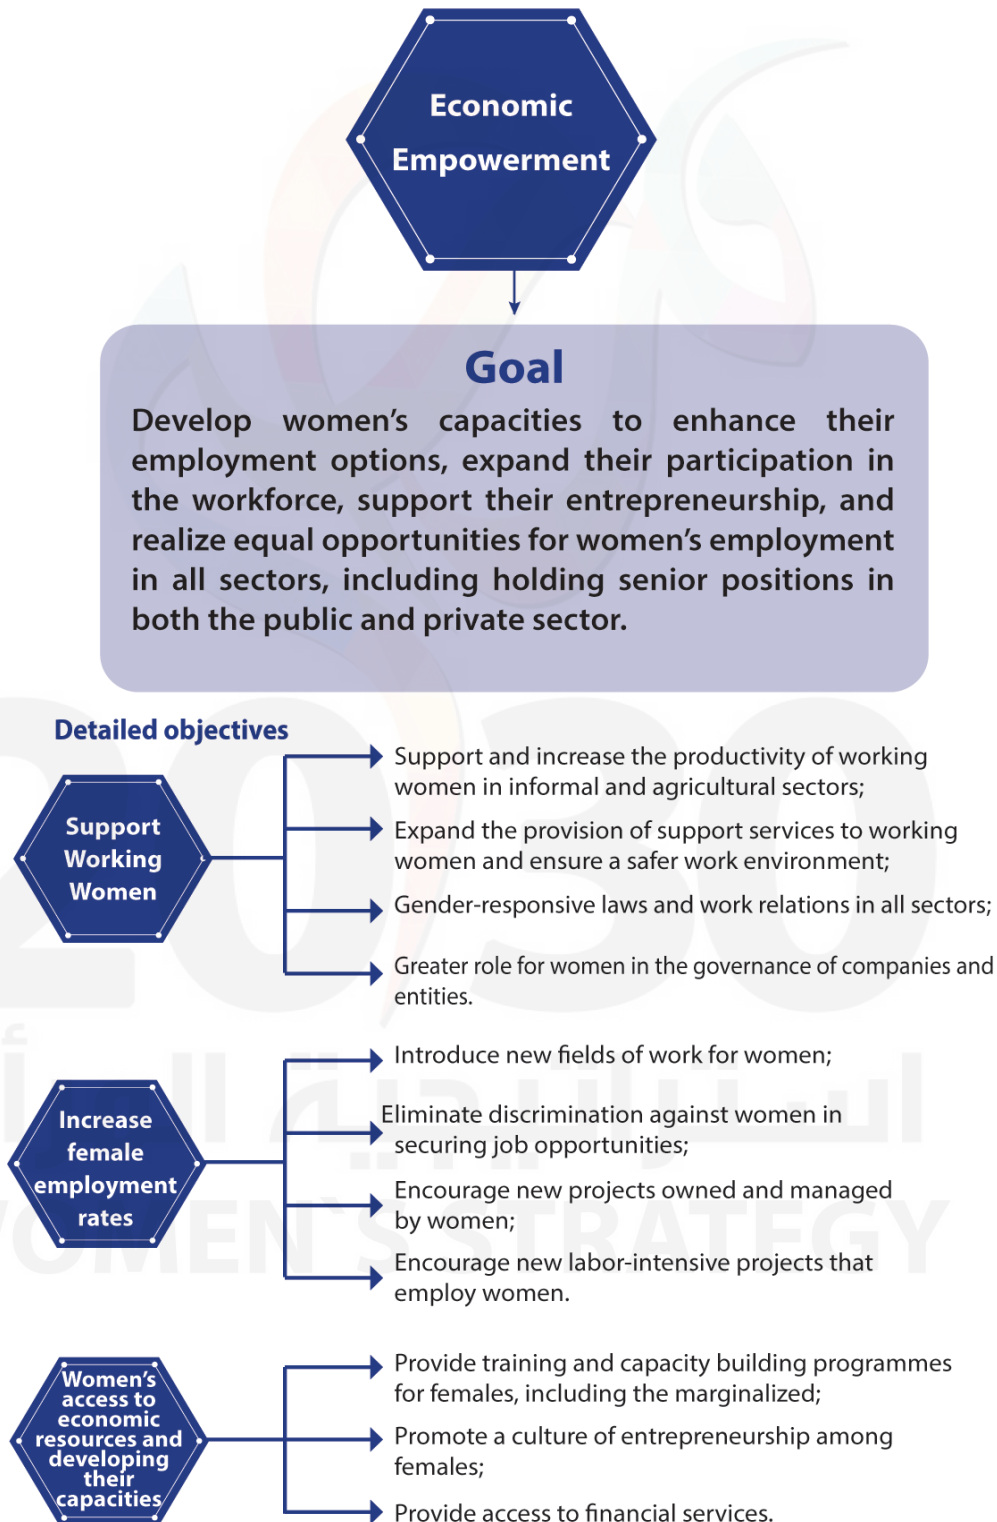 Economic
Empowerment
Goal
Develop women’s capacities to enhance their
employment options, expand their participation in
the workforce, support their entrepreneurship, and
realize equal opportunities for women’s employment
in all sectors, including holding senior positions in
both the public and private sector.
Detailed objectives
Support
Working
Women
Support and increase the productivity of working
women in informal and agricultural sectors;
Expand the provision of support services to working
women and ensure a safer work environment;
Gender-responsive laws and work relations in all sectors;
Greater role for women in the governance of companies and
entities.
Increase
female
employment
rates
Introduce new fields of work for women;
Eliminate discrimination against women in
securing job opportunities;
Encourage new projects owned and managed
by women;
Encourage new labor-intensive projects that
employ women.
Women’s
access to
economic
resources and
developing
their
capacities
Provide training and capacity building programmes
for females, including the marginalized;
Promote a culture of entrepreneurship among
females;
Provide access to financial services.
2030
استراتيجية
WOMEN`S STRATEGY